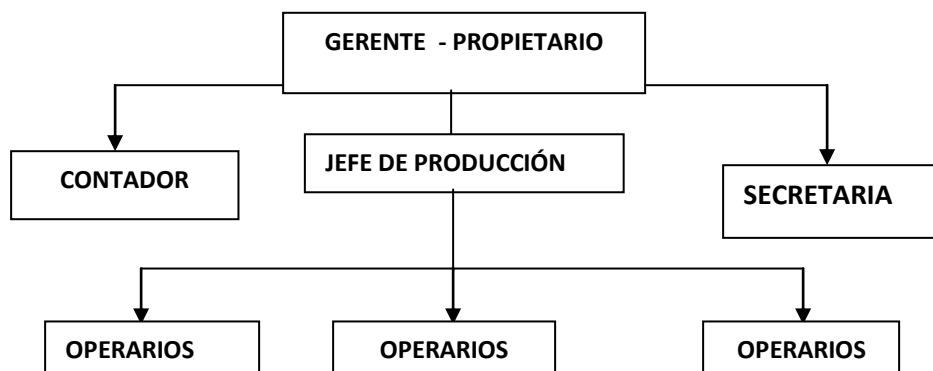 GERENTE - PROPIETARIO
CONTADOR
JEFE DE PRODUCCIÓN
SECRETARIA
OPERARIOS
OPERARIOS
OPERARIOS